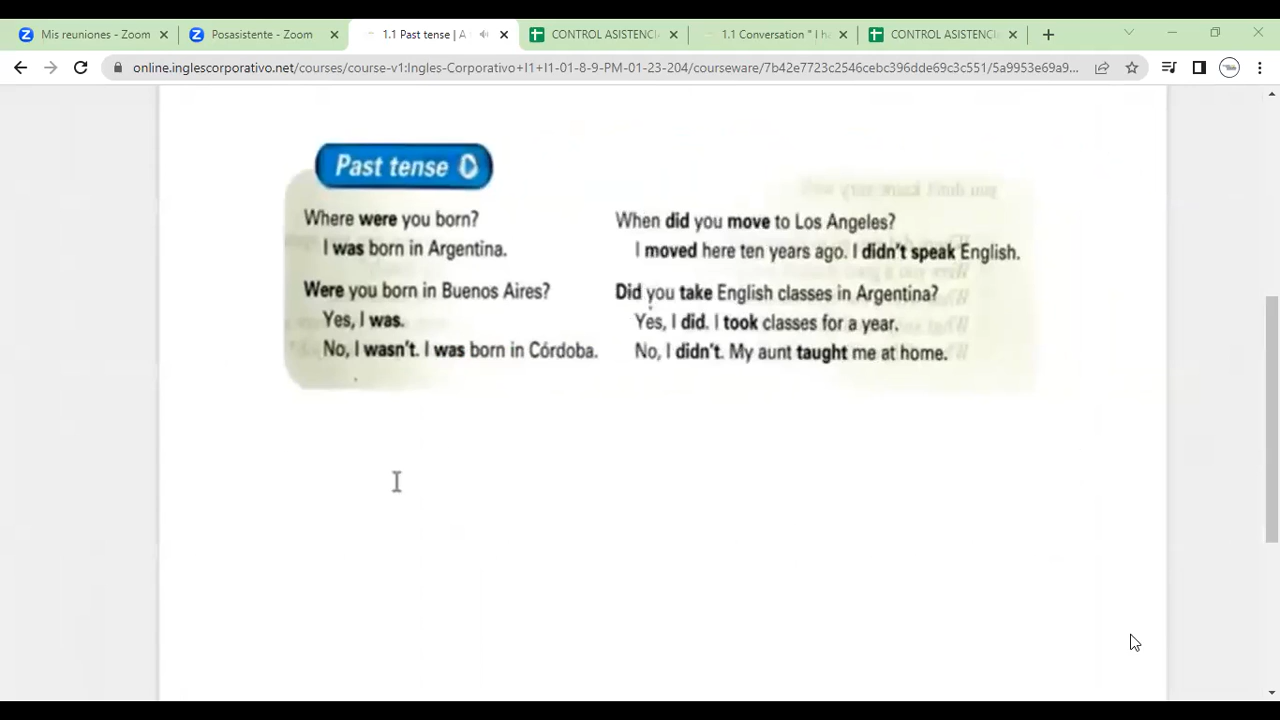 Mis reuniones - Zoom
Posasistente - Zoom
1.1 Past tense | A
CONTROL ASISTENCI
1.1 Conversation " I h
CONTROL ASISTENCI
online.inglescorporativo.net/courses/course-v1:Ingles-Corporativo+I1+I1-01-8-9-PM-01-23-204/courseware/7b42e7723c2546cebc396dde69c3c551/5a9953e69a9...
Past tense
Where were you born?
I was born in Argentina.
Were you born in Buenos Aires?
Yes, I was.
No, I wasn't. I was born in Córdoba.
When did you move to Los Angeles?
I moved here ten years ago. I didn't speak English.
Did you take English classes in Argentina?
Yes, I did. I took classes for a year.
No, I didn't. My aunt taught me at home.